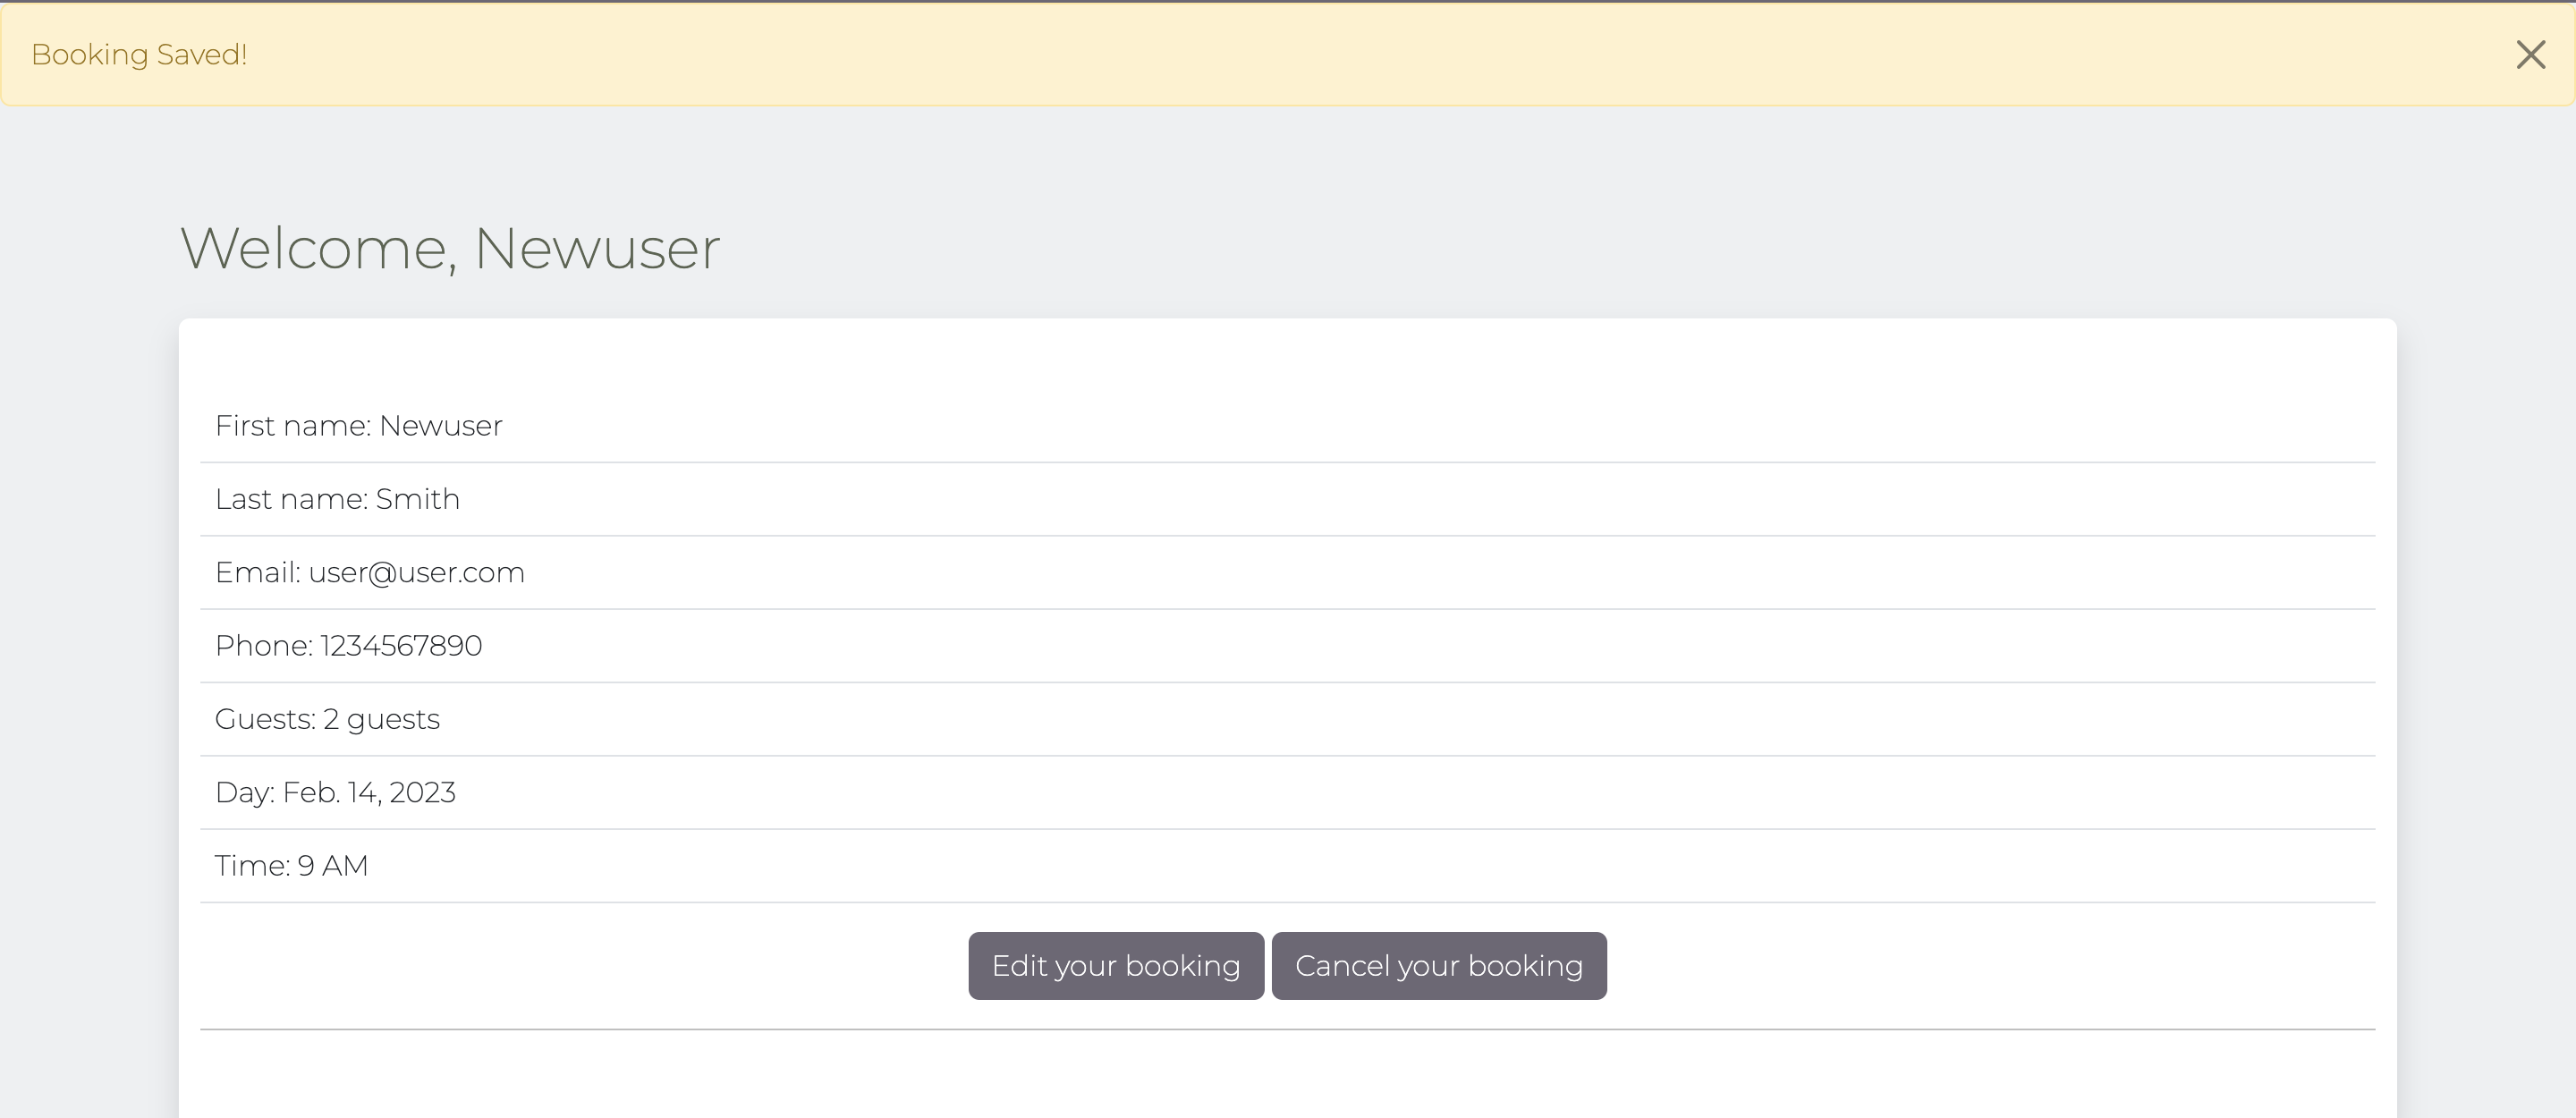 Booking Saved!
Welcome, Newuser
First name: Newuser
Last name: Smith
Email: user@user.com
Phone: 1234567890
Guests: 2 guests
Day: Feb. 14, 2023
Time: 9 AM
Edit your booking Cancel your booking